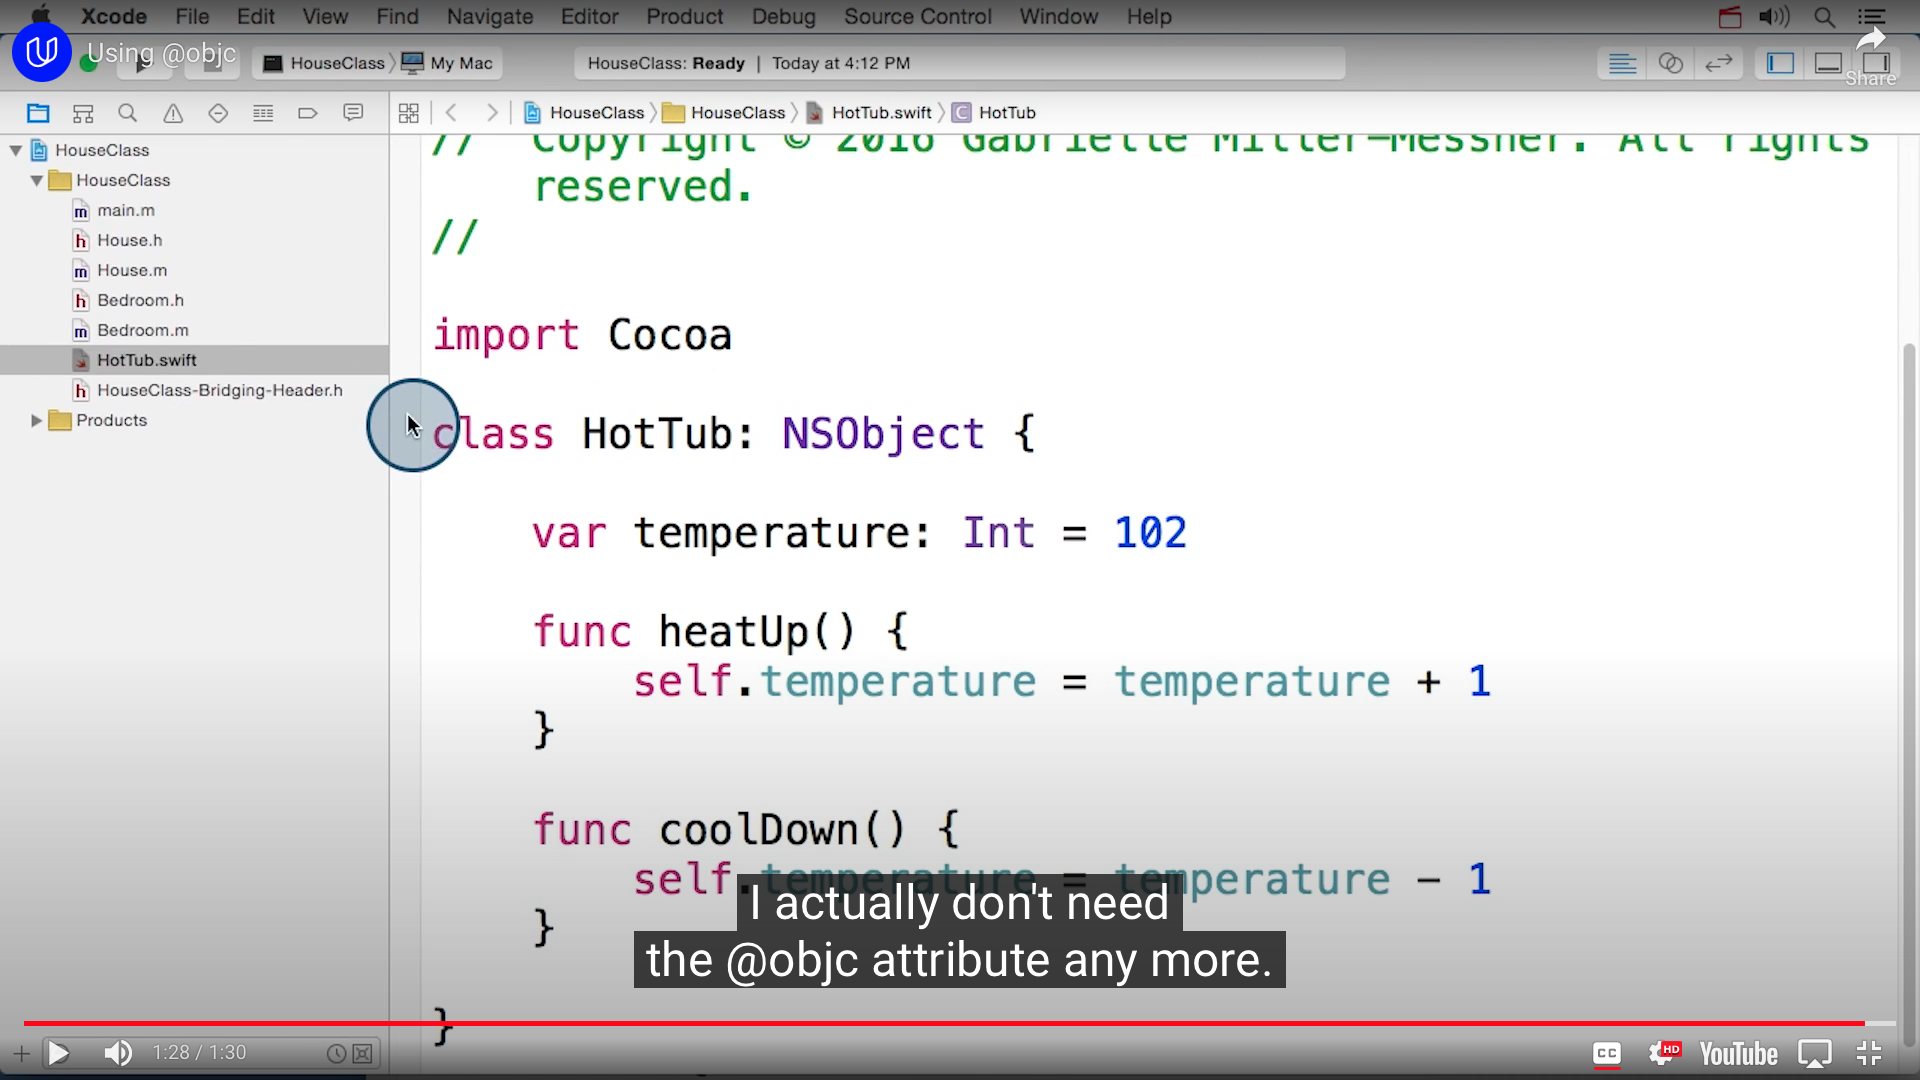 Xcode File Edit View Find Navigate Editor Product Debug Source Control Window Help
Using @objc
HouseClass My Mac
HouseClass: Ready | Today at 4:12 PM
Share
HouseClass HouseClass HotTub.swift C HotTub
HouseClass
HouseClass
m main.m
h House.h
m House.m
h Bedroom.h
m Bedroom.m
HotTub.swift
h HouseClass-Bridging-Header.h
Products
// Copyright © 2016 Gabrielle Miller-Messner. All rights
reserved.
//
import Cocoa
class HotTub: NSObject {
var temperature: Int = 102
func heatUp() {
self.temperature = temperature + 1
}
func coolDown() {
self.temperature = temperature - 1
}
}
I actually don't need
the @objc attribute any more.
1:28 / 1:30
CC HD YouTube